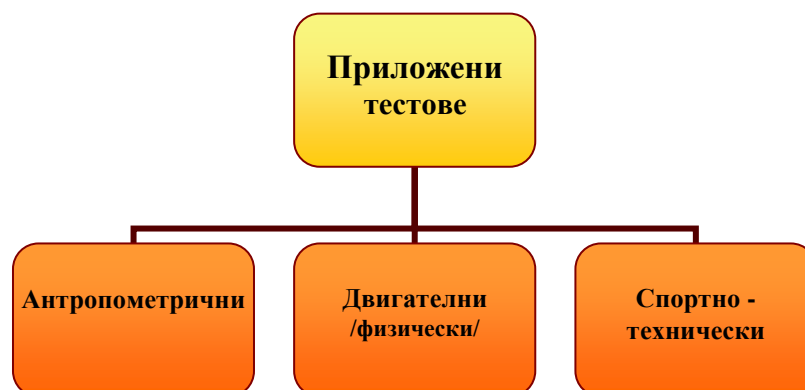 Приложени
тестове
Антропометрични
Двигателни
/физически/
Спортно -
технически